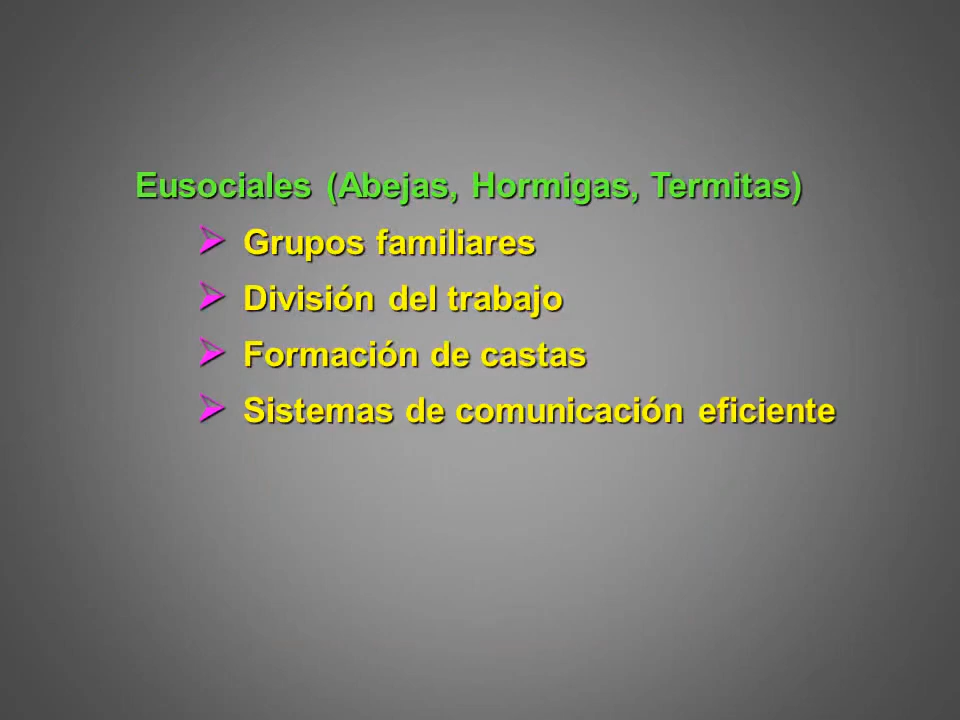 Eusociales (Abejas, Hormigas, Termitas)
➢ Grupos familiares
➢ División del trabajo
➢ Formación de castas
➢ Sistemas de comunicación eficiente